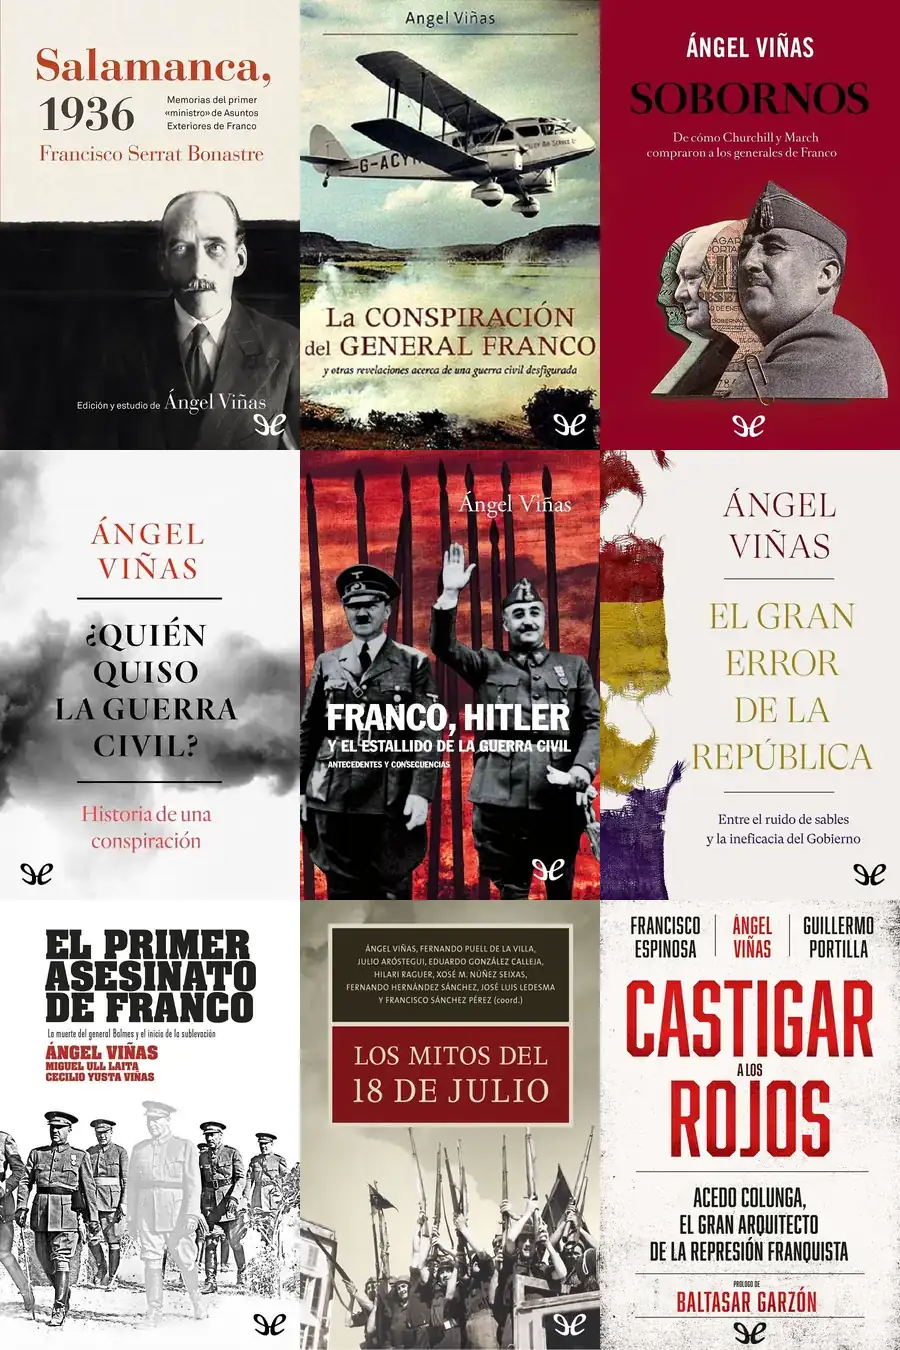 Salamanca,
1936
Memorias del primer
«ministro» de Asuntos
Exteriores de Franco
Francisco Serrat Bonastre
Edición y estudio de Ángel Viñas
Angel Viñas
G-ACY
La CONSPIRACIÓN
del GENERAL FRANCO
y otras revelaciones acerca de una guerra civil desfigurada
ÁNGEL VIÑAS
SOBORNOS
De cómo Churchill y March
compraron a los generales de Franco
ÁNGEL
VIÑAS
¿QUIÉN
QUISO
LA GUERRA
CIVIL?
Historia de una
conspiración
Ángel Viñas
FRANCO, HITLER
Y EL ESTALLIDO DE LA GUERRA CIVIL
ANTECEDENTES Y CONSECUENCIAS
ÁNGEL
VIÑAS
EL GRAN
ERROR
DE LA
REPÚBLICA
Entre el ruido de sables
y la ineficacia del Gobierno
EL PRIMER
ASESINATO
DE FRANCO
La muerte del general Balmes y el inicio de la sublevación
ÁNGEL VIÑAS
MIGUEL ULL LAITA
CECILIO YUSTA VIÑAS
ÁNGEL VIÑAS, FERNANDO PUELL DE LA VILLA,
JULIO ARÓSTEGUI, EDUARDO GONZÁLEZ CALLEJA,
HILARI RAGUER, XOSÉ M. NÚÑEZ SEIXAS,
FERNANDO HERNÁNDEZ SÁNCHEZ, JOSÉ LUIS LEDESMA
Y FRANCISCO SÁNCHEZ PÉREZ (coord.)
LOS MITOS DEL
18 DE JULIO
FRANCISCO
ESPINOSA
ÁNGEL
VIÑAS
GUILLERMO
PORTILLA
CASTIGAR
A LOS
ROJOS
ACEDO COLUNGA,
EL GRAN ARQUITECTO
DE LA REPRESIÓN FRANQUISTA
PRÓLOGO DE
BALTASAR GARZÓN